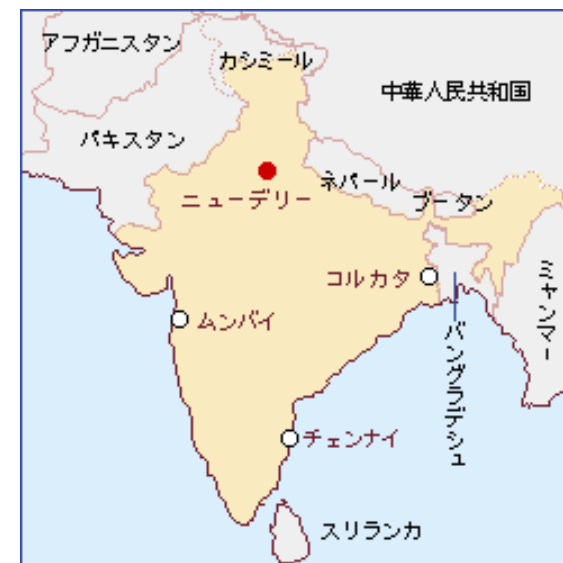 アフガニスタン
カシミール
中華人民共和国
パキスタン
ネパール
ニューデリー
ブータン
コルカタ
ミャンマー
ムンバイ
バングラデシュ
チェンナイ
スリランカ